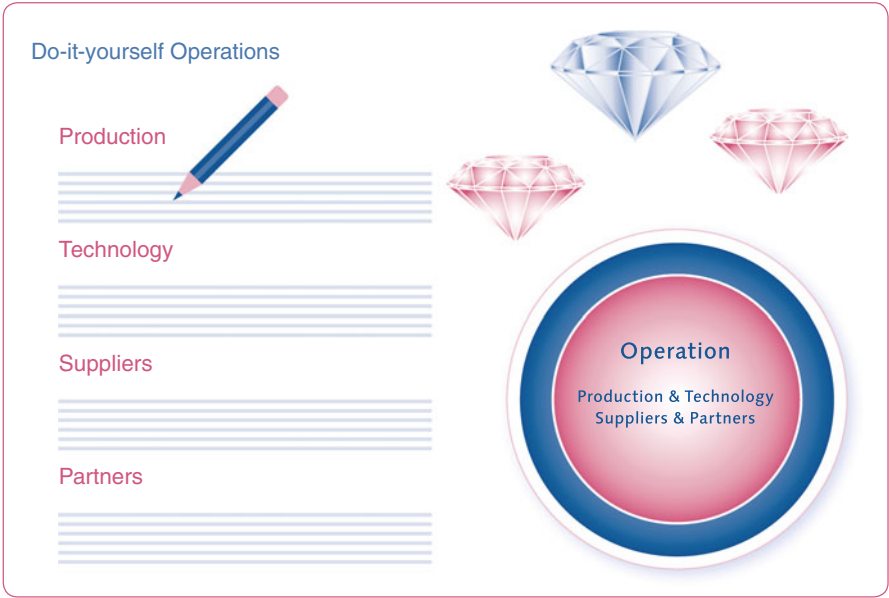 Do-it-yourself Operations
Production
Technology
Suppliers
Partners
Operation
Production & Technology
Suppliers & Partners